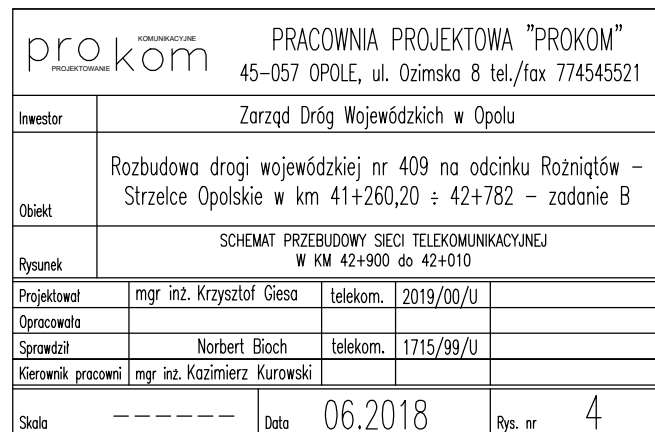 prokom KOMUNIKACYJNE PROJEKTOWANIE
PRACOWNIA PROJEKTOWA "PROKOM"
45-057 OPOLE, ul. Ozimska 8 tel./fax 774545521
Inwestor Zarząd Dróg Wojewódzkich w Opolu
Obiekt
Rozbudowa drogi wojewódzkiej nr 409 na odcinku Rożniątów –
Strzelce Opolskie w km 41+260,20 ÷ 42+782 – zadanie B
Rysunek
SCHEMAT PRZEBUDOWY SIECI TELEKOMUNIKACYJNEJ
W KM 42+900 do 42+010
Projektował mgr inż. Krzysztof Giesa telekom. 2019/00/U
Opracowała
Sprawdził Norbert Bioch telekom. 1715/99/U
Kierownik pracowni mgr inż. Kazimierz Kurowski
Skala ------ Data 06.2018 Rys. nr 4